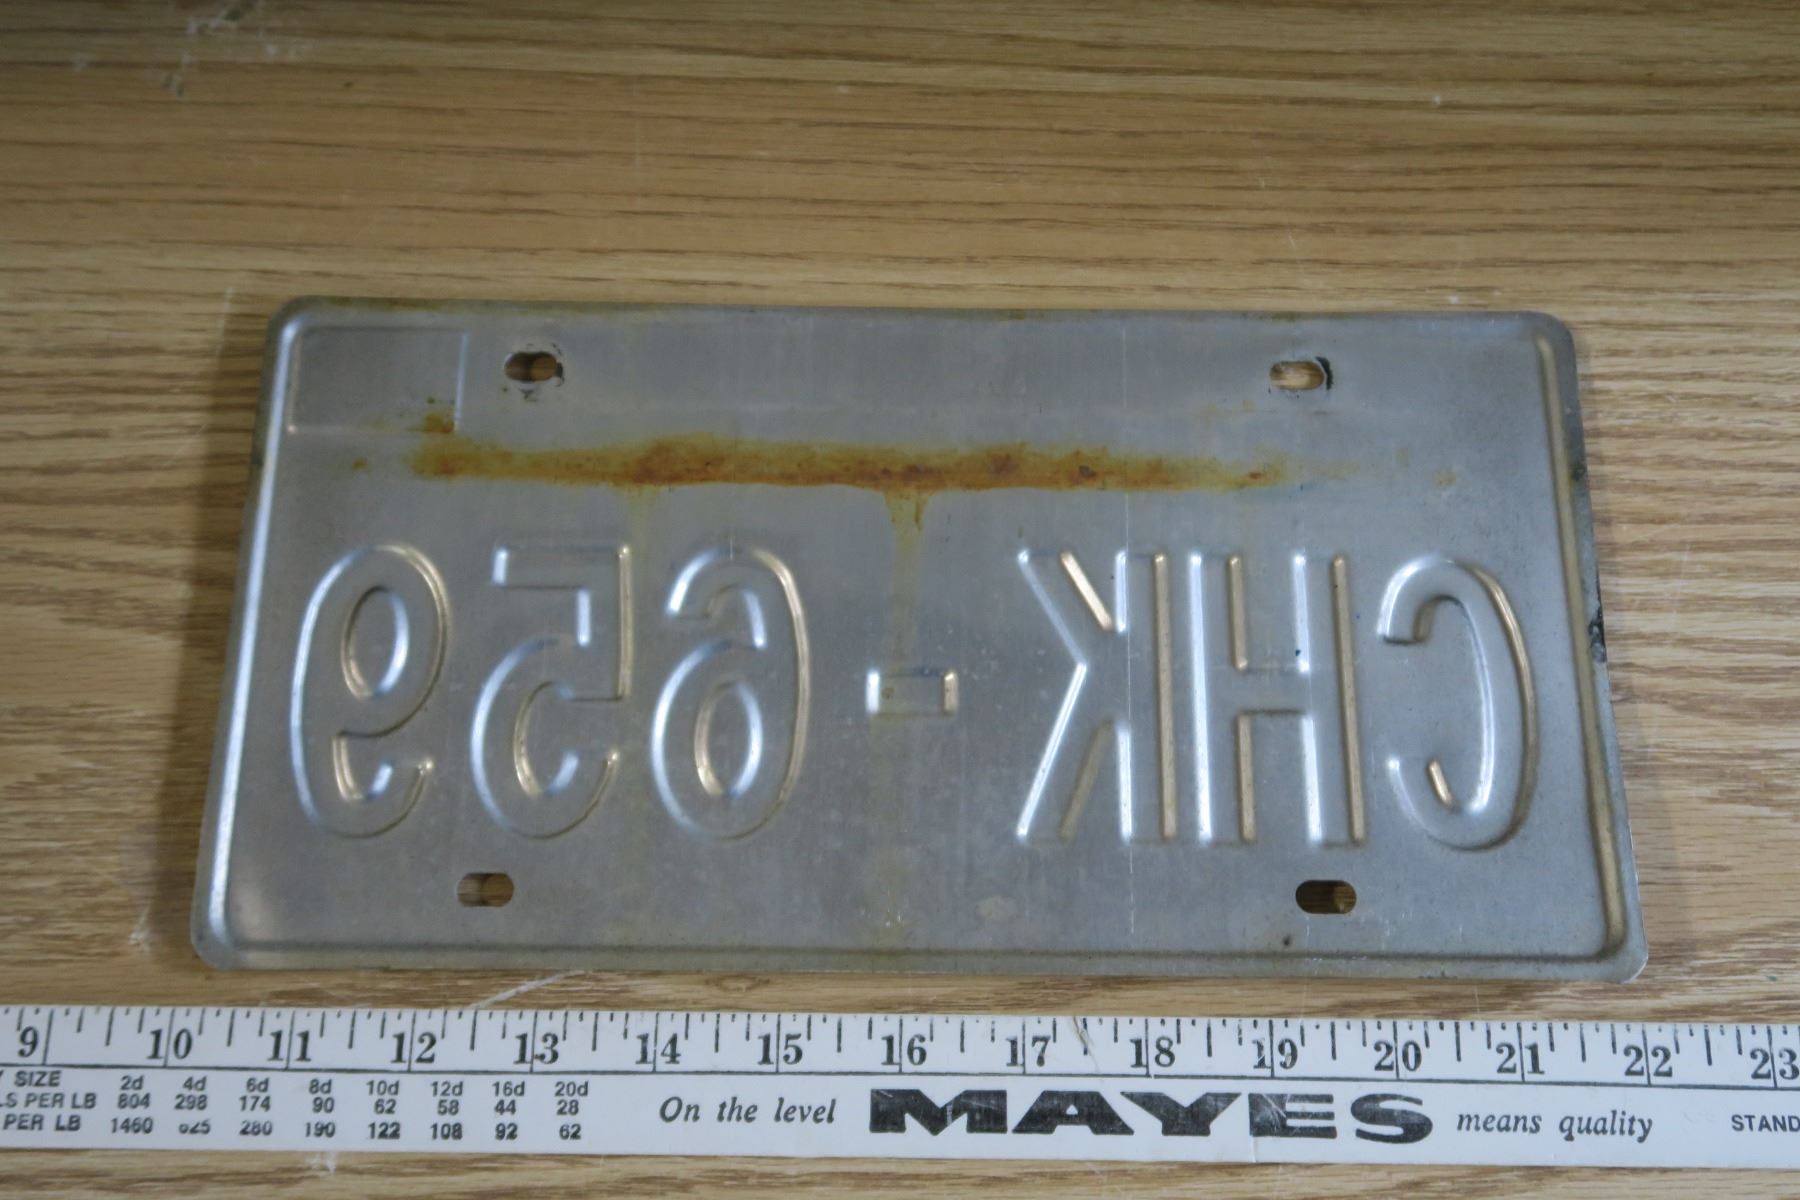 CHK-659
9 10 11 12 13 14 15 16 17 18 19 20 21 22 23
SIZE 2d 4d 6d 8d 10d 12d 16d 20d
PER LB 804 298 174 90 62 58 44 28
PER LB 1460 625 280 190 122 108 92 62
On the level MAYES means quality